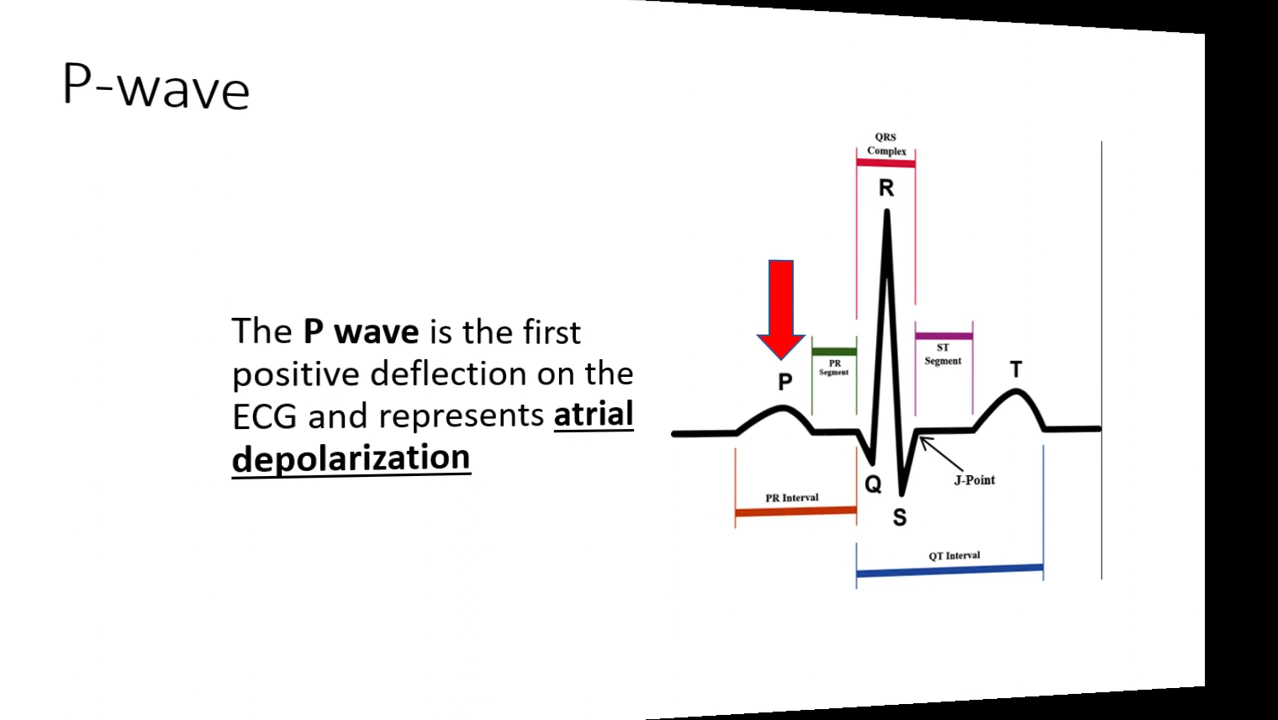 P-wave
The P wave is the first
positive deflection on the
ECG and represents atrial
depolarization
QRS
Complex
R
P
PR
Segment
ST
Segment
T
Q
S
J-Point
PR Interval
QT Interval